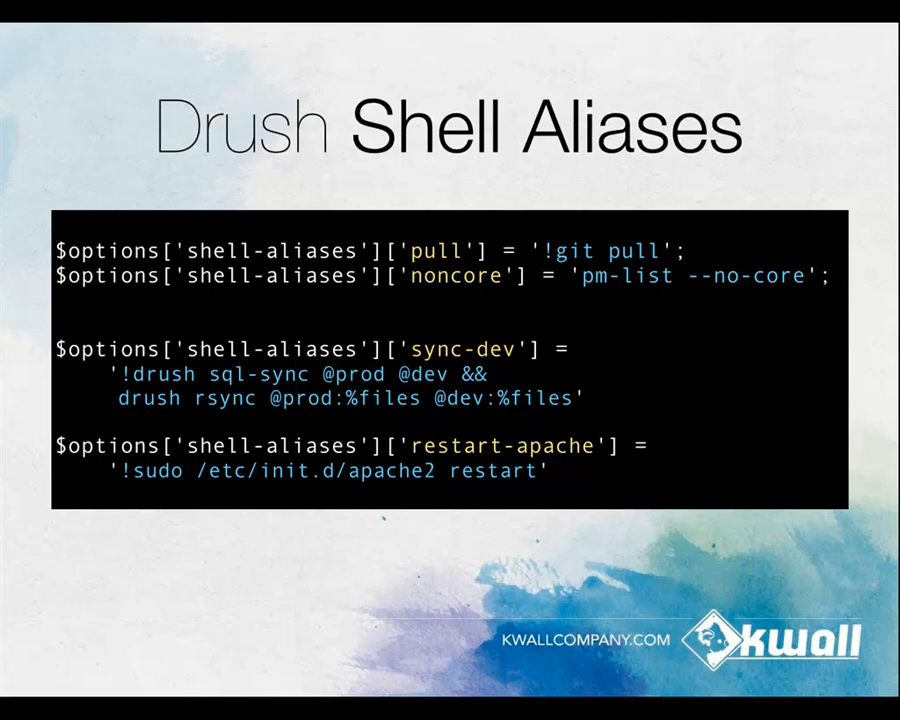 Drush Shell Aliases
$options['shell-aliases']['pull'] = '!git pull';
$options['shell-aliases']['noncore'] = 'pm-list --no-core';
$options['shell-aliases']['sync-dev'] =
'!drush sql-sync @prod @dev &&
drush rsync @prod:%files @dev:%files'
$options['shell-aliases']['restart-apache'] =
'!sudo /etc/init.d/apache2 restart'
KWALLCOMPANY.COM
kwall